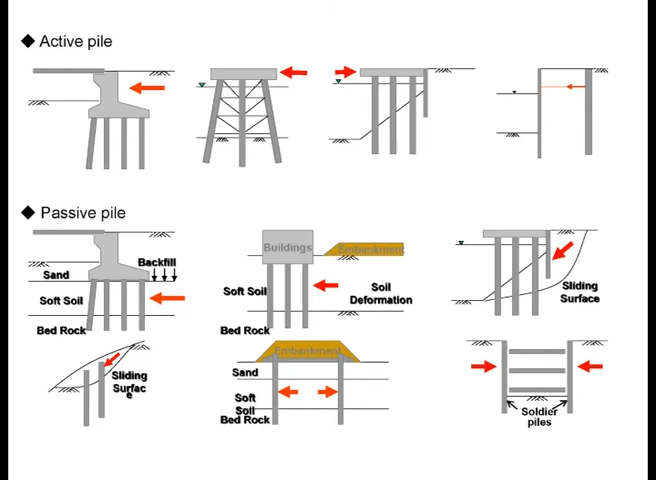 ◆ Active pile
◆ Passive pile
Backfill
Sand
Soft Soil
Bed Rock
Buildings
Embankment
Soft Soil
Soil
Deformation
Bed Rock
Sliding
Surface
Sliding
Surfac
e
Embankment
Sand
Soft
Soil
Bed Rock
Soldier
piles